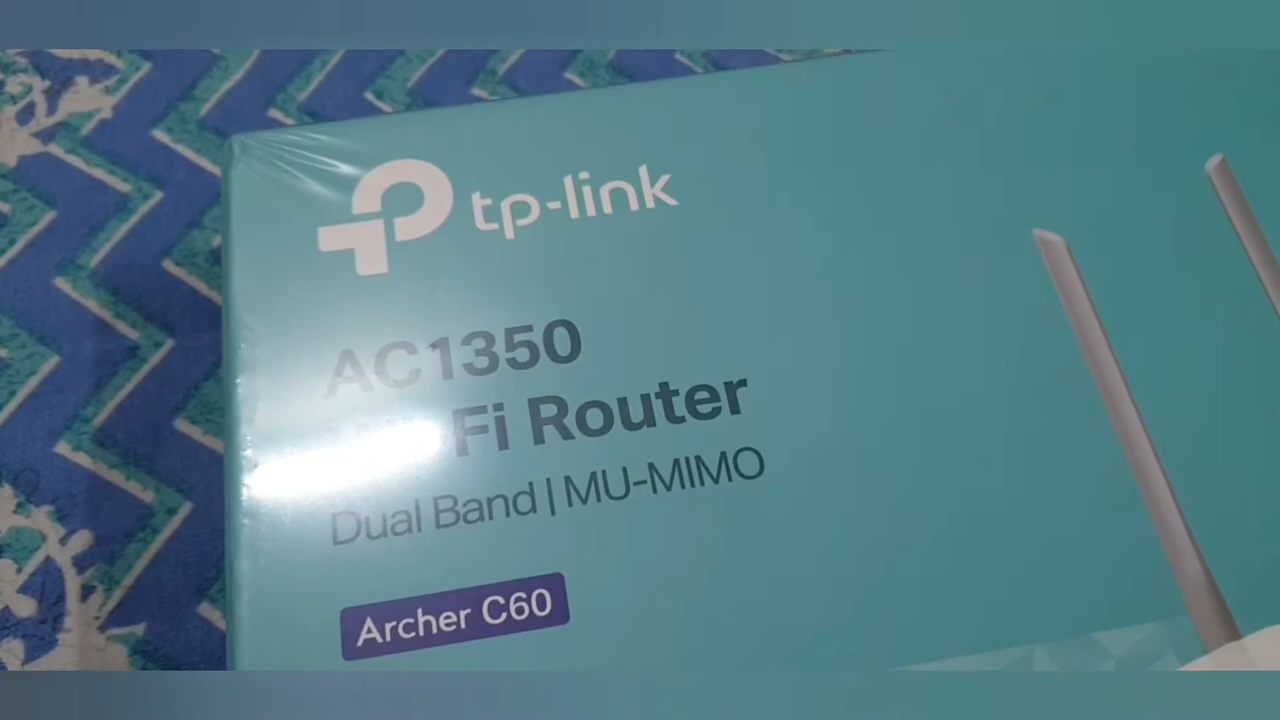 tp-link
AC1350
Fi Router
Dual Band | MU-MIMO
Archer C60